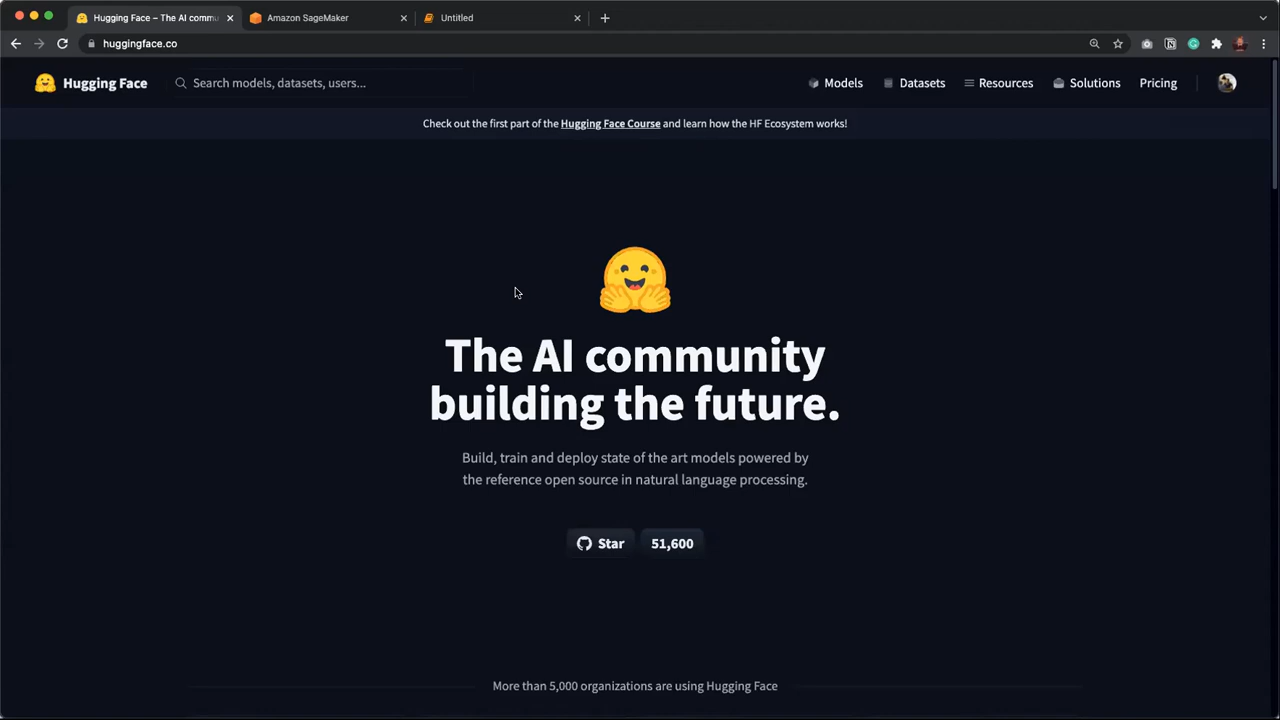 Hugging Face – The AI commu
Amazon SageMaker
Untitled
huggingface.co
Hugging Face
Search models, datasets, users...
Models
Datasets
Resources
Solutions
Pricing
Check out the first part of the Hugging Face Course and learn how the HF Ecosystem works!
The AI community
building the future.
Build, train and deploy state of the art models powered by
the reference open source in natural language processing.
Star
51,600
More than 5,000 organizations are using Hugging Face